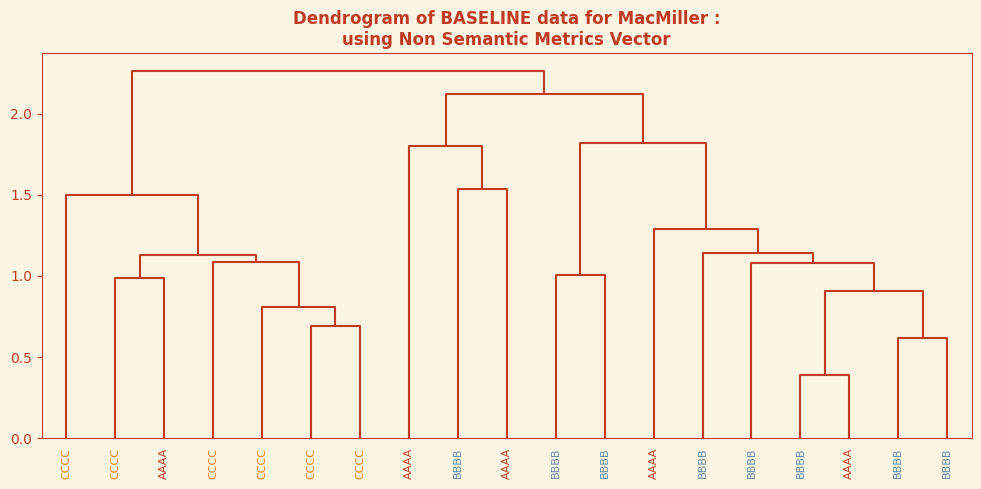 Dendrogram of BASELINE data for MacMiller :
using Non Semantic Metrics Vector
2.0
1.5
1.0
0.5
0.0
CCCC
CCCC
AAAA
CCCC
CCCC
CCCC
CCCC
AAAA
BBBB
AAAA
BBBB
BBBB
AAAA
BBBB
BBBB
BBBB
AAAA
BBBB
BBBB